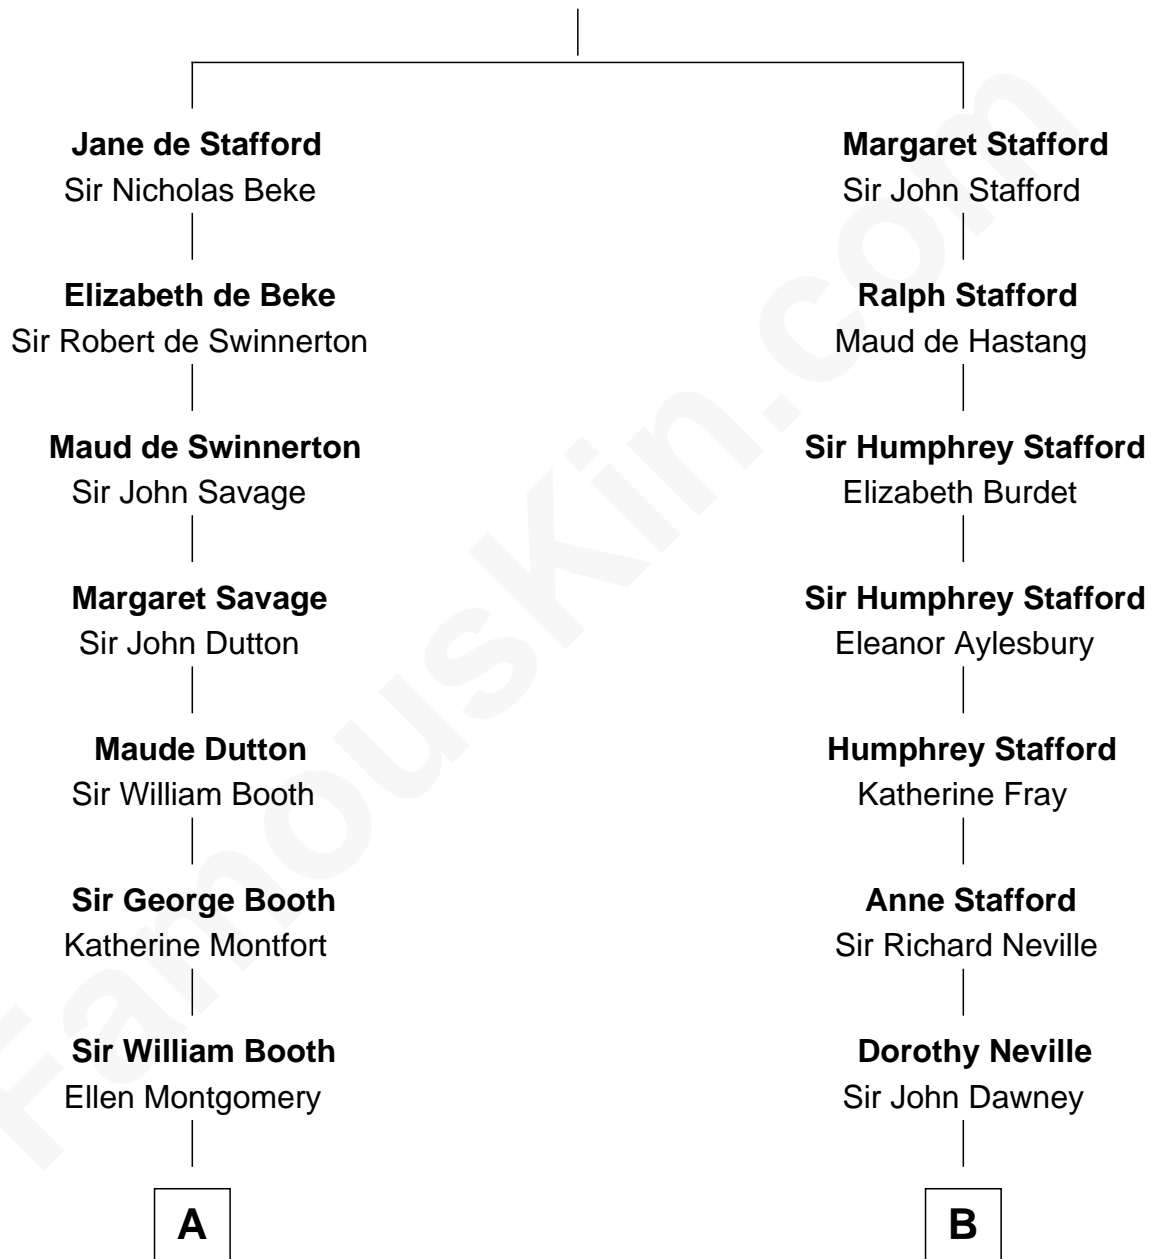 Jane de Stafford
Sir Nicholas Beke
Elizabeth de Beke
Sir Robert de Swinnerton
Maud de Swinnerton
Sir John Savage
Margaret Savage
Sir John Dutton
Maude Dutton
Sir William Booth
Sir George Booth
Katherine Montfort
Sir William Booth
Ellen Montgomery
A
Margaret Stafford
Sir John Stafford
Ralph Stafford
Maud de Hastang
Sir Humphrey Stafford
Elizabeth Burdet
Sir Humphrey Stafford
Eleanor Aylesbury
Humphrey Stafford
Katherine Fray
Anne Stafford
Sir Richard Neville
Dorothy Neville
Sir John Dawney
B
FamousKin.com